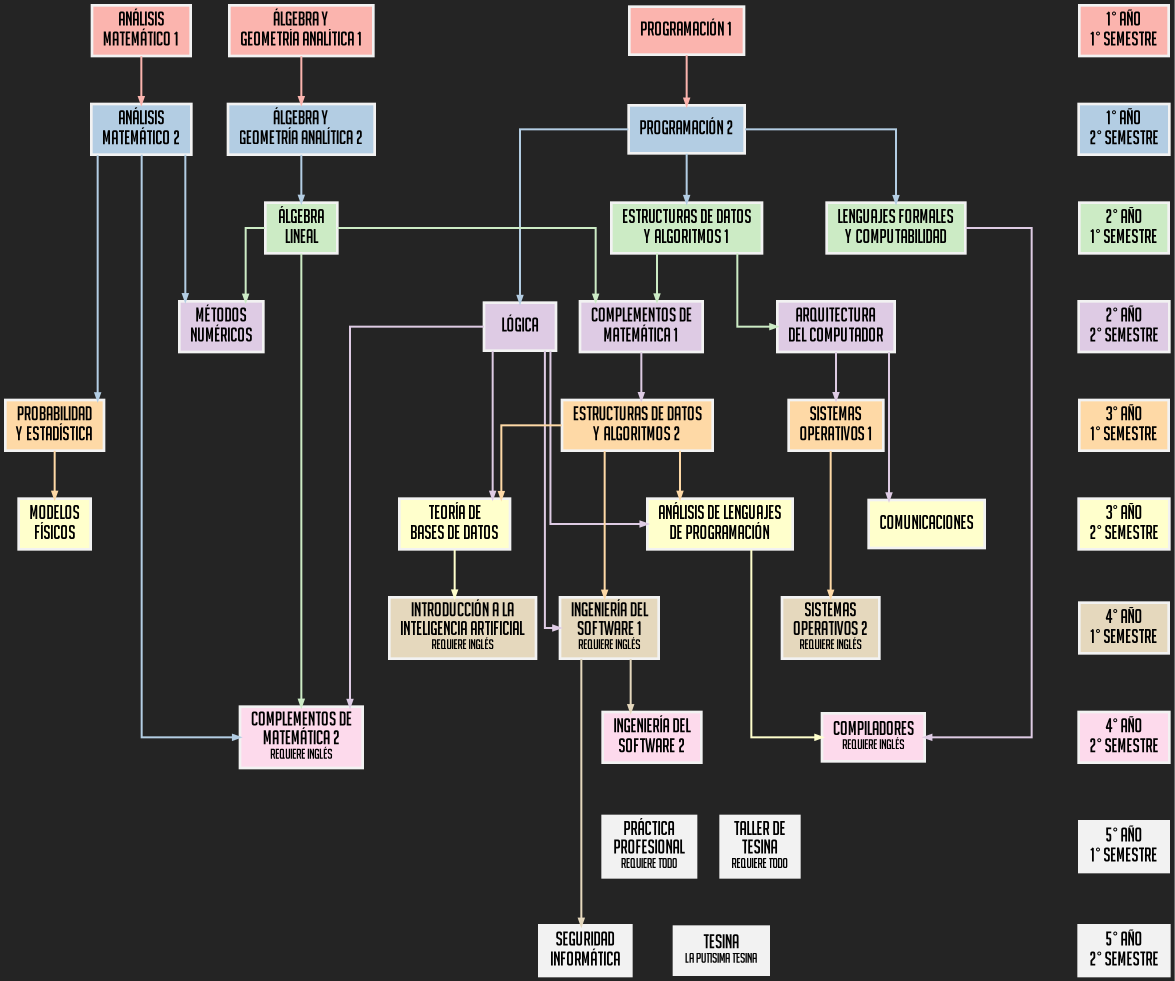 ANÁLISIS
MATEMÁTICO 1
ÁLGEBRA Y
GEOMETRÍA ANALÍTICA 1
PROGRAMACIÓN 1
1° AÑO
1° SEMESTRE
ANÁLISIS
MATEMÁTICO 2
ÁLGEBRA Y
GEOMETRÍA ANALÍTICA 2
PROGRAMACIÓN 2
1° AÑO
2° SEMESTRE
ÁLGEBRA
LINEAL
ESTRUCTURAS DE DATOS
Y ALGORITMOS 1
LENGUAJES FORMALES
Y COMPUTABILIDAD
2° AÑO
1° SEMESTRE
MÉTODOS
NUMÉRICOS
LÓGICA
COMPLEMENTOS DE
MATEMÁTICA 1
ARQUITECTURA
DEL COMPUTADOR
2° AÑO
2° SEMESTRE
PROBABILIDAD
Y ESTADÍSTICA
ESTRUCTURAS DE DATOS
Y ALGORITMOS 2
SISTEMAS
OPERATIVOS 1
3° AÑO
1° SEMESTRE
MODELOS
FÍSICOS
TEORÍA DE
BASES DE DATOS
ANÁLISIS DE LENGUAJES
DE PROGRAMACIÓN
COMUNICACIONES
3° AÑO
2° SEMESTRE
INTRODUCCIÓN A LA
INTELIGENCIA ARTIFICIAL
REQUIERE INGLÉS
INGENIERÍA DEL
SOFTWARE 1
REQUIERE INGLÉS
SISTEMAS
OPERATIVOS 2
REQUIERE INGLÉS
4° AÑO
1° SEMESTRE
COMPLEMENTOS DE
MATEMÁTICA 2
REQUIERE INGLÉS
INGENIERÍA DEL
SOFTWARE 2
COMPILADORES
REQUIERE INGLÉS
4° AÑO
2° SEMESTRE
PRÁCTICA
PROFESIONAL
REQUIERE TODO
TALLER DE
TESINA
REQUIERE TODO
5° AÑO
1° SEMESTRE
SEGURIDAD
INFORMÁTICA
TESINA
LA PUTISIMA TESINA
5° AÑO
2° SEMESTRE